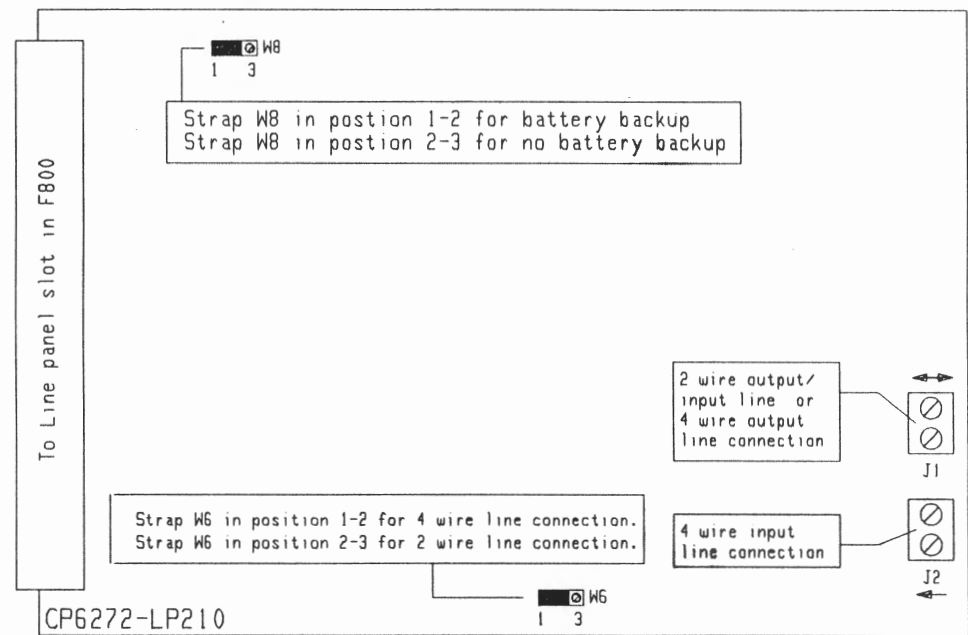 W8
1 3
Strap W8 in postion 1-2 for battery backup
Strap W8 in postion 2-3 for no battery backup
To Line panel slot in F800
2 wire output/
input line or
4 wire output
line connection
J1
Strap W6 in position 1-2 for 4 wire line connection.
Strap W6 in position 2-3 for 2 wire line connection.
4 wire input
line connection
J2
W6
1 3
CP6272-LP210